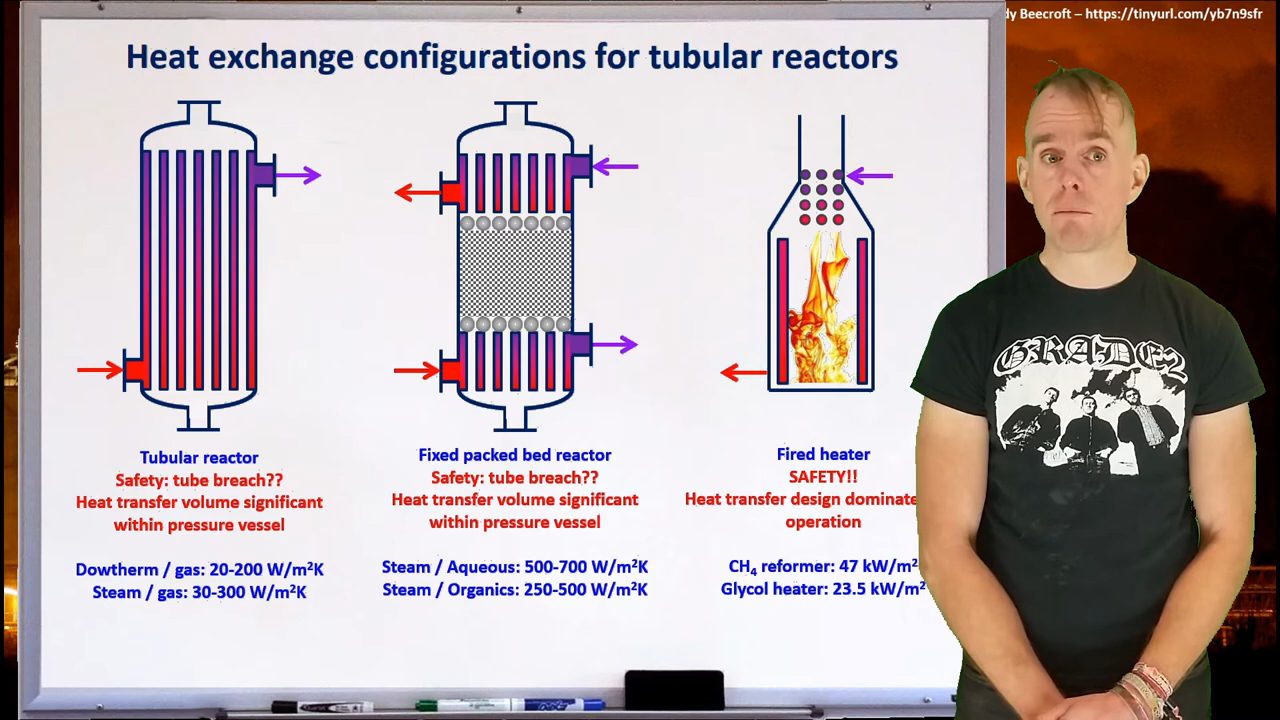 dy Beecroft – https://tinyurl.com/yb7n9sfr
Heat exchange configurations for tubular reactors
Tubular reactor
Safety: tube breach??
Heat transfer volume significant
within pressure vessel
Dowtherm / gas: 20-200 W/m²K
Steam / gas: 30-300 W/m²K
Fixed packed bed reactor
Safety: tube breach??
Heat transfer volume significant
within pressure vessel
Steam / Aqueous: 500-700 W/m²K
Steam / Organics: 250-500 W/m²K
Fired heater
SAFETY!!
Heat transfer design dominate
operation
CH₄ reformer: 47 kW/m²
Glycol heater: 23.5 kW/m²
GRADE 2